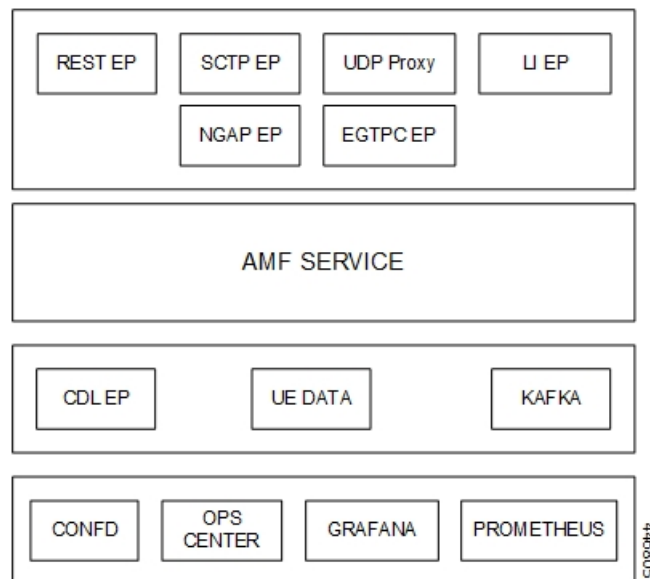 REST EP
SCTP EP
UDP Proxy
LI EP
NGAP EP
EGTPC EP
AMF SERVICE
CDL EP
UE DATA
KAFKA
CONFD
OPS
CENTER
GRAFANA
PROMETHEUS